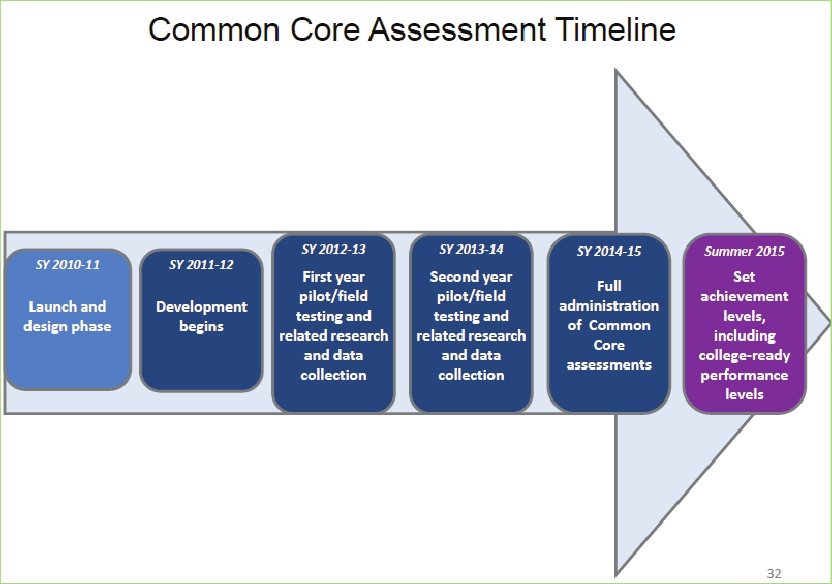 Common Core Assessment Timeline
SY 2010-11
Launch and
design phase
SY 2011-12
Development
begins
SY 2012-13
First year
pilot/field
testing and
related research
and data
collection
SY 2013-14
Second year
pilot/field
testing and
related research
and data
collection
SY 2014-15
Full
administration
of Common
Core
assessments
Summer 2015
Set
achievement
levels,
including
college-ready
performance
levels
32